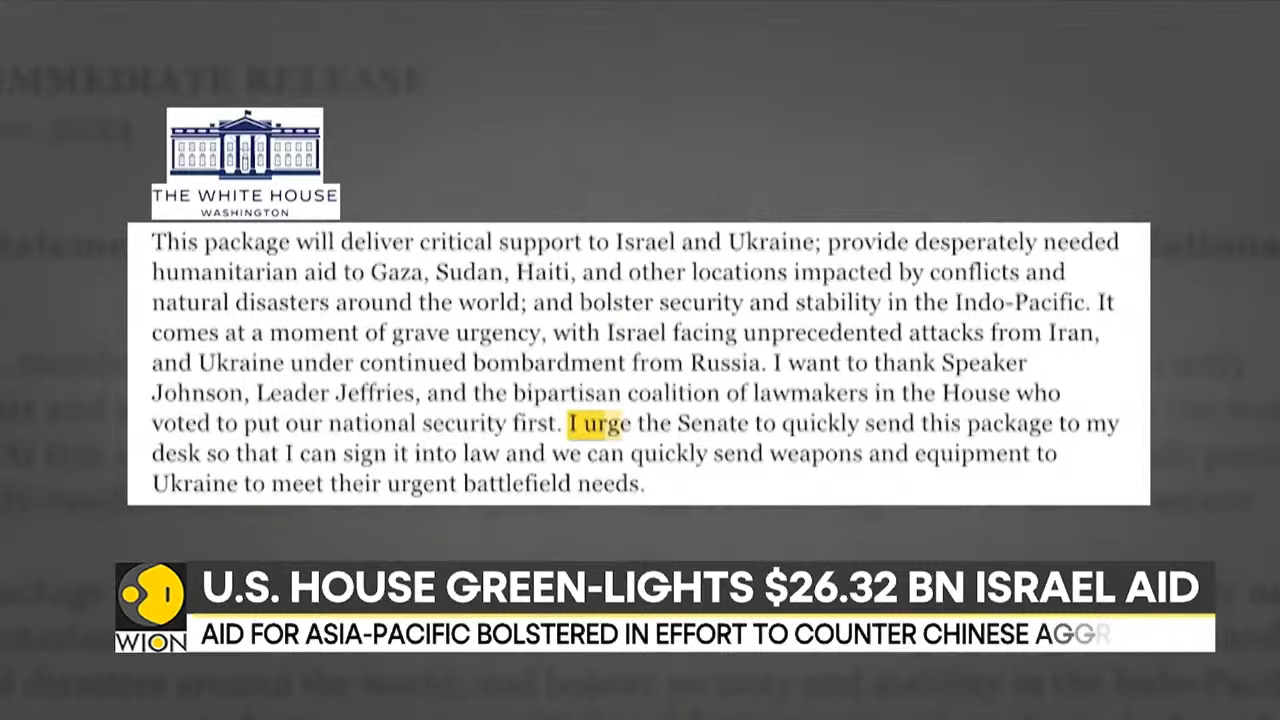 IMMEDIATE RELEASE
THE WHITE HOUSE
WASHINGTON
This package will deliver critical support to Israel and Ukraine; provide desperately needed
humanitarian aid to Gaza, Sudan, Haiti, and other locations impacted by conflicts and
natural disasters around the world; and bolster security and stability in the Indo-Pacific. It
comes at a moment of grave urgency, with Israel facing unprecedented attacks from Iran,
and Ukraine under continued bombardment from Russia. I want to thank Speaker
Johnson, Leader Jeffries, and the bipartisan coalition of lawmakers in the House who
voted to put our national security first. I urge the Senate to quickly send this package to my
desk so that I can sign it into law and we can quickly send weapons and equipment to
Ukraine to meet their urgent battlefield needs.
U.S. HOUSE GREEN-LIGHTS $26.32 BN ISRAEL AID
AID FOR ASIA-PACIFIC BOLSTERED IN EFFORT TO COUNTER CHINESE AGGR
WION